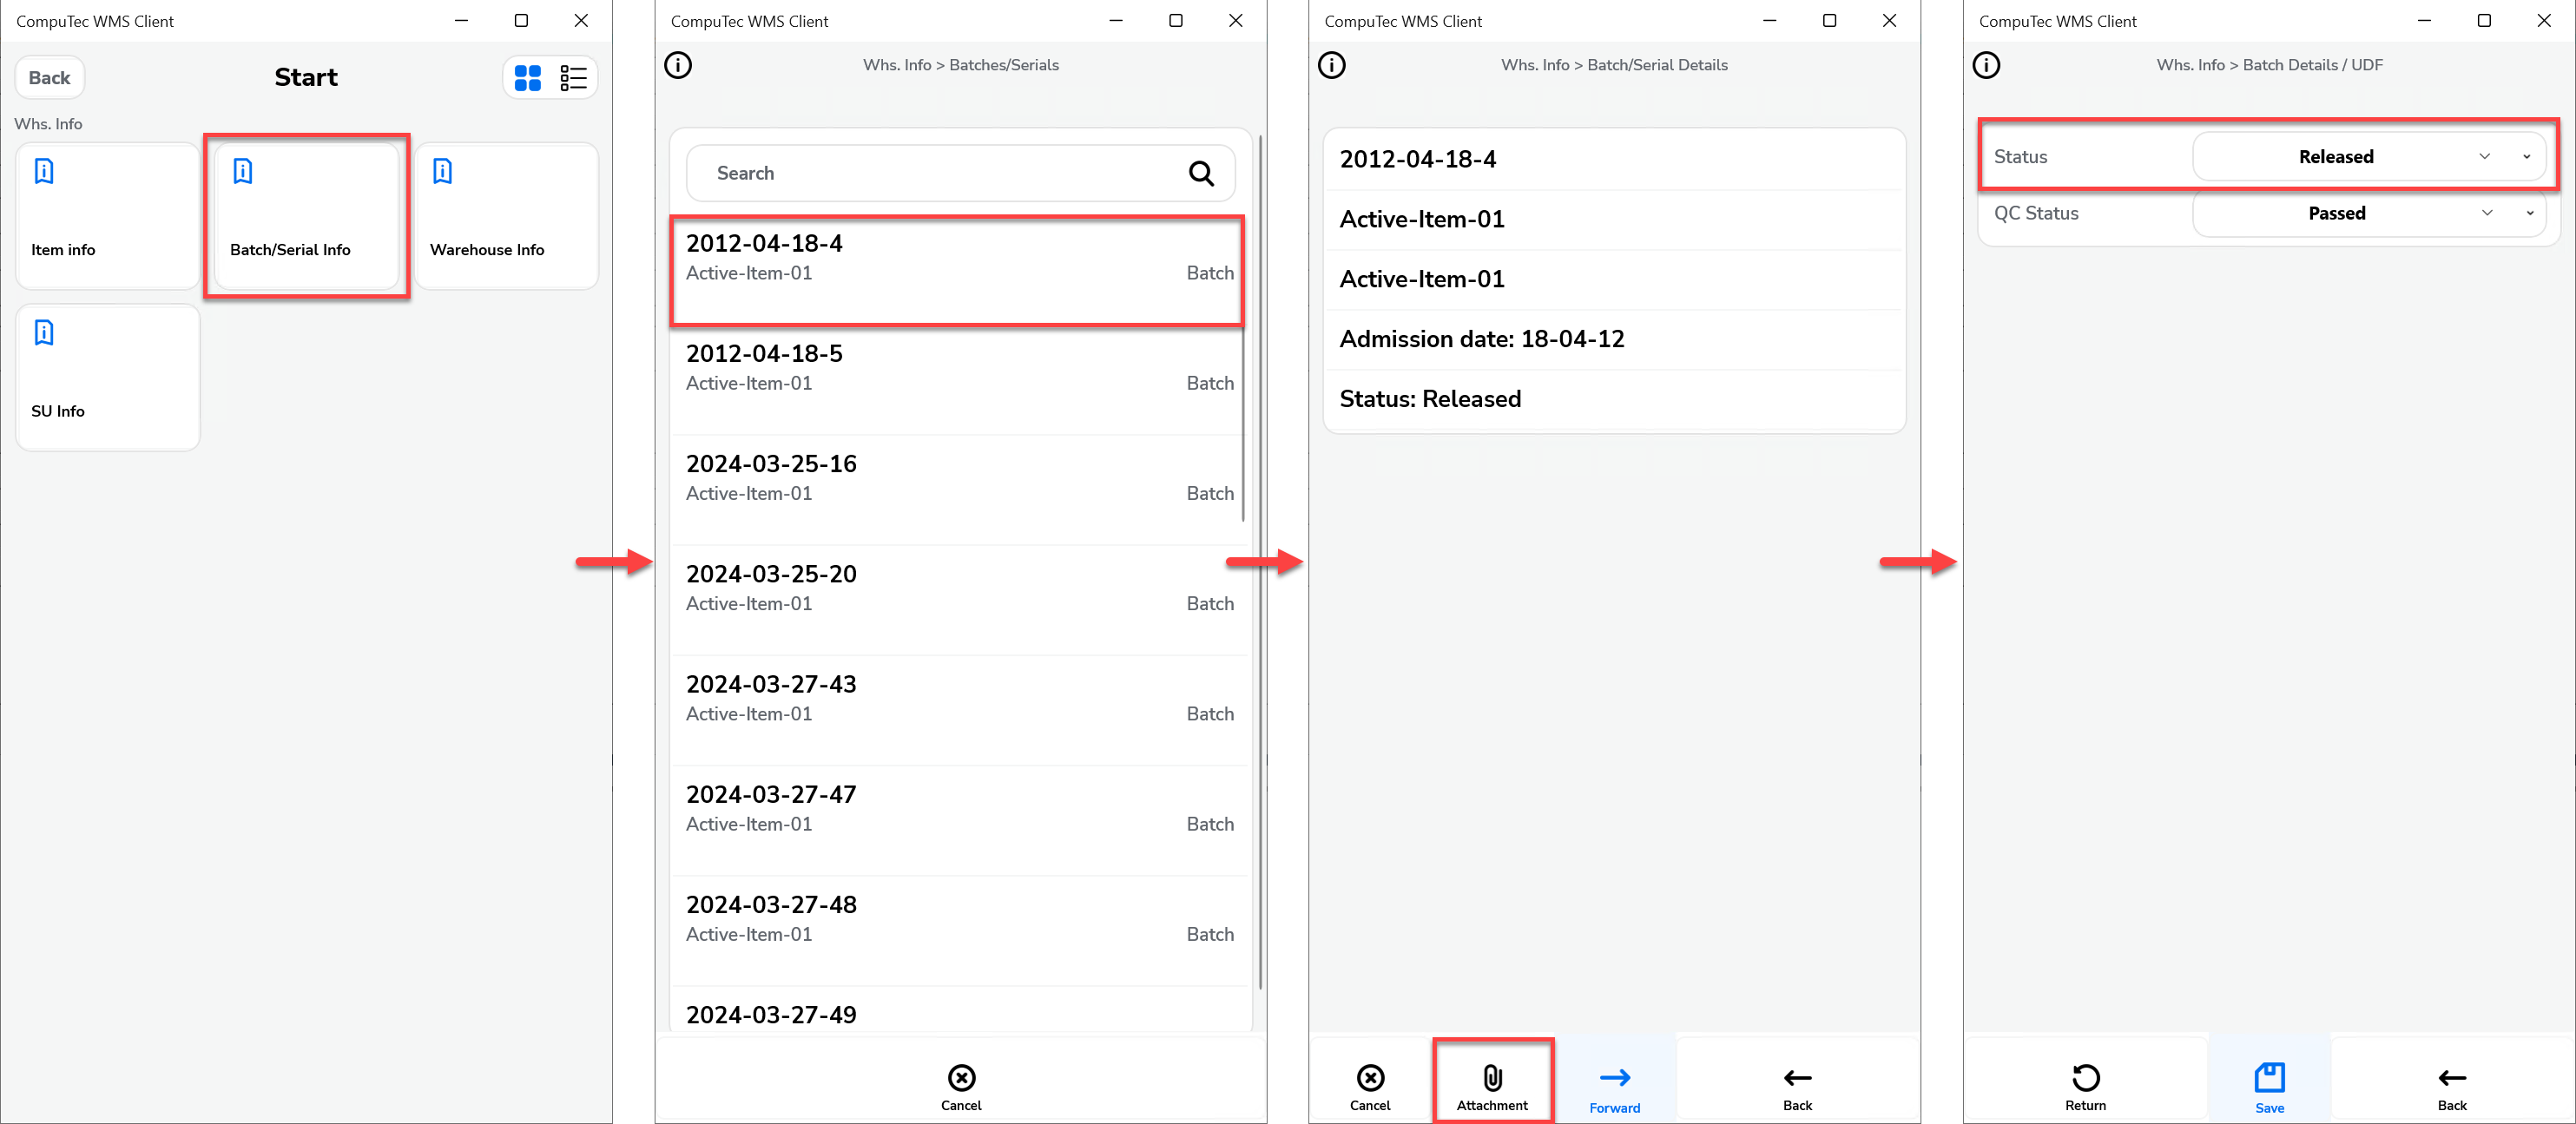 CompuTec WMS Client
Back
Start
Whs. Info
Item info
Batch/Serial Info
Warehouse Info
SU Info
CompuTec WMS Client
Whs. Info > Batches/Serials
Search
2012-04-18-4
Active-Item-01 Batch
2012-04-18-5
Active-Item-01 Batch
2024-03-25-16
Active-Item-01 Batch
2024-03-25-20
Active-Item-01 Batch
2024-03-27-43
Active-Item-01 Batch
2024-03-27-47
Active-Item-01 Batch
2024-03-27-48
Active-Item-01 Batch
2024-03-27-49
Cancel
CompuTec WMS Client
Whs. Info > Batch/Serial Details
2012-04-18-4
Active-Item-01
Active-Item-01
Admission date: 18-04-12
Status: Released
Cancel
Attachment
Forward
Back
CompuTec WMS Client
Whs. Info > Batch Details / UDF
Status Released
QC Status Passed
Return
Save
Back